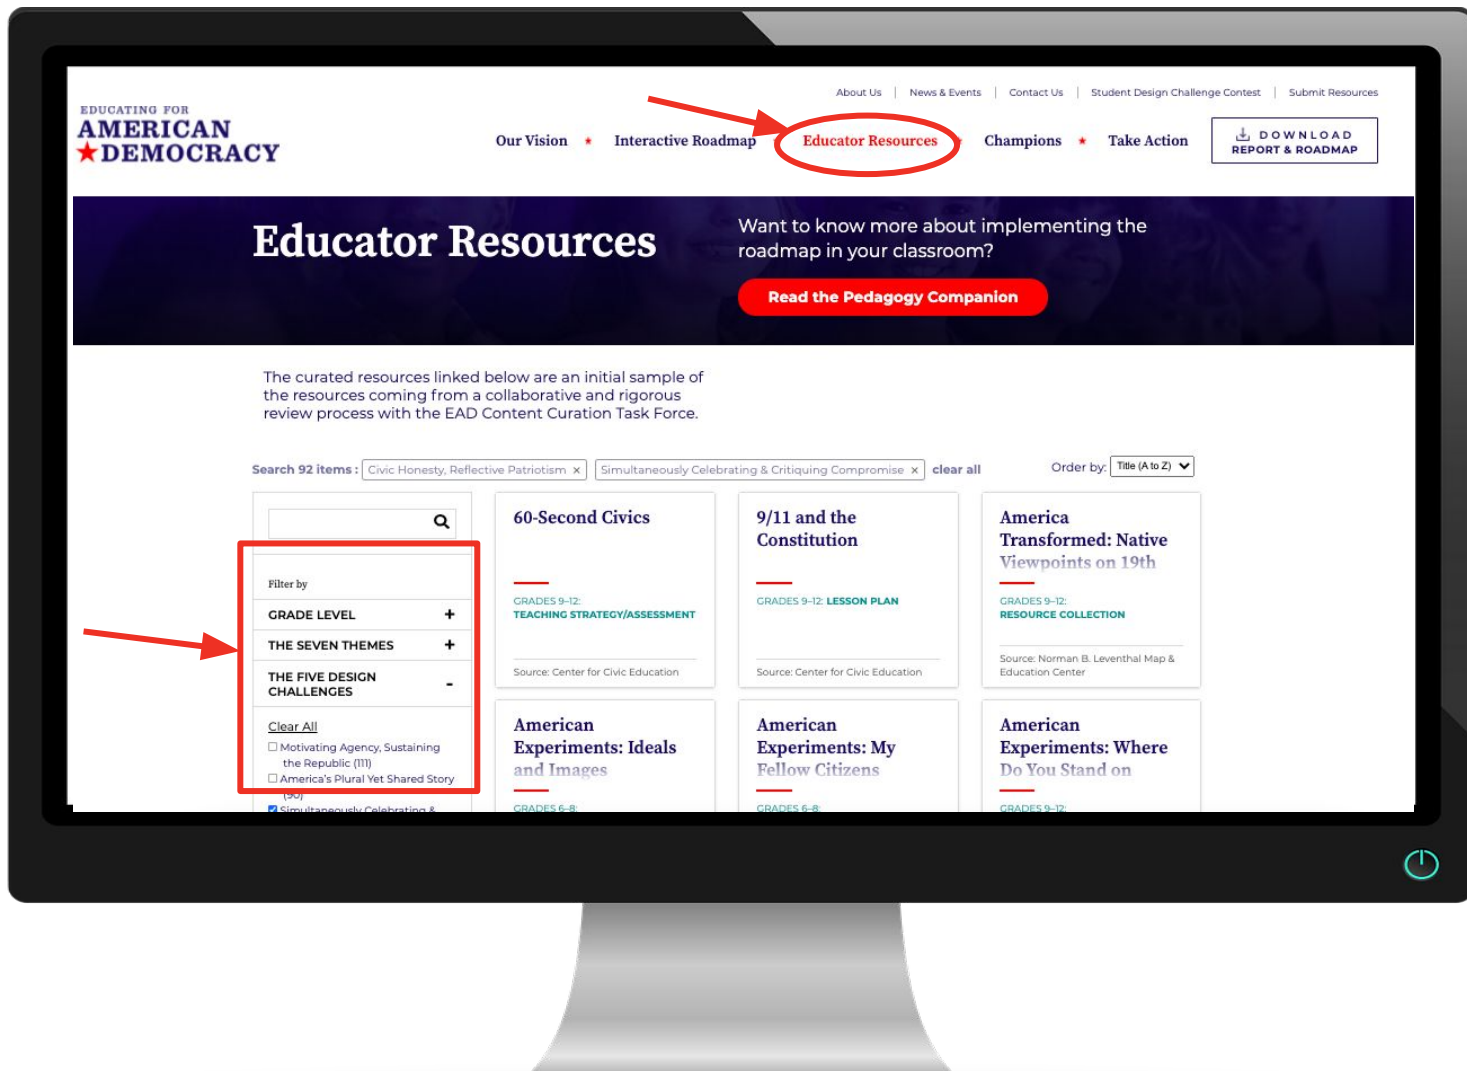 About Us | News & Events | Contact Us | Student Design Challenge Contest | Submit Resources
EDUCATING FOR
AMERICAN
DEMOCRACY
Our Vision Interactive Roadmap Educator Resources Champions Take Action
DOWNLOAD
REPORT & ROADMAP
Educator Resources
Want to know more about implementing the
roadmap in your classroom?
Read the Pedagogy Companion
The curated resources linked below are an initial sample of
the resources coming from a collaborative and rigorous
review process with the EAD Content Curation Task Force.
Search 92 items : Civic Honesty, Reflective Patriotism × Simultaneously Celebrating & Critiquing Compromise × clear all Order by: Title (A to Z)
Filter by
GRADE LEVEL +
THE SEVEN THEMES +
THE FIVE DESIGN
CHALLENGES -
Clear All
Motivating Agency, Sustaining
the Republic (111)
America's Plural Yet Shared Story
(90)
Simultaneously Celebrating &
60-Second Civics
GRADES 9-12:
TEACHING STRATEGY/ASSESSMENT
Source: Center for Civic Education
9/11 and the
Constitution
GRADES 9-12: LESSON PLAN
Source: Center for Civic Education
America
Transformed: Native
Viewpoints on 19th
GRADES 9-12:
RESOURCE COLLECTION
Source: Norman B. Leventhal Map &
Education Center
American
Experiments: Ideals
and Images
GRADES 6-8:
American
Experiments: My
Fellow Citizens
GRADES 6-8:
American
Experiments: Where
Do You Stand on
GRADES 9-12: